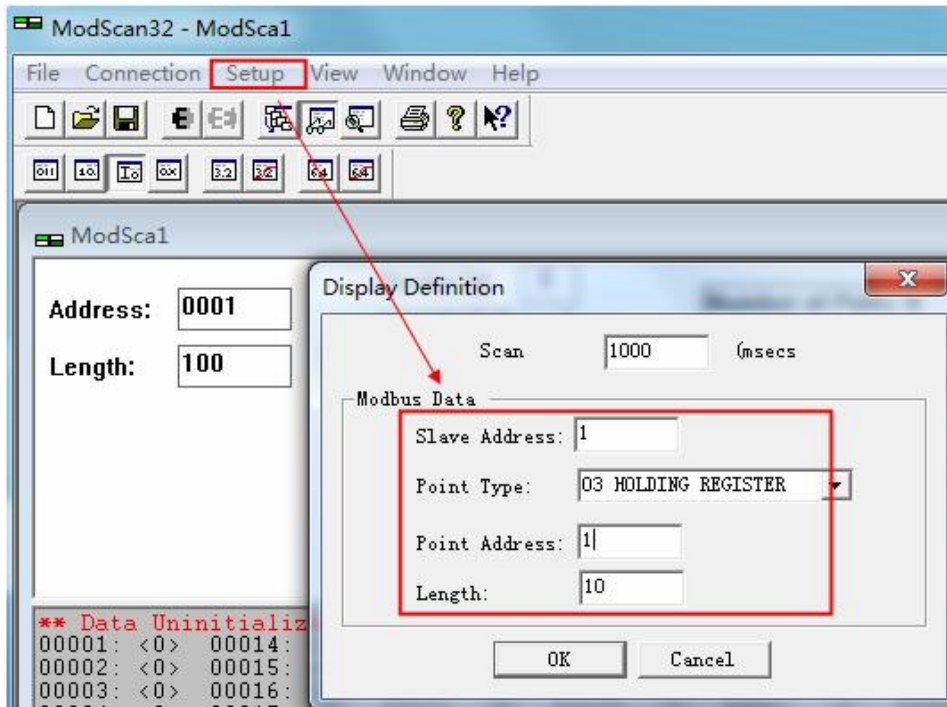 ModScan32 - ModSca1
File Connection Setup View Window Help
ModSca1
Address: 0001
Length: 100
Display Definition
Scan 1000 (msecs
Modbus Data
Slave Address: 1
Point Type: 03 HOLDING REGISTER
Point Address: 1
Length: 10
OK Cancel
** Data Uninitializ
00001: <0> 00014:
00002: <0> 00015:
00003: <0> 00016: